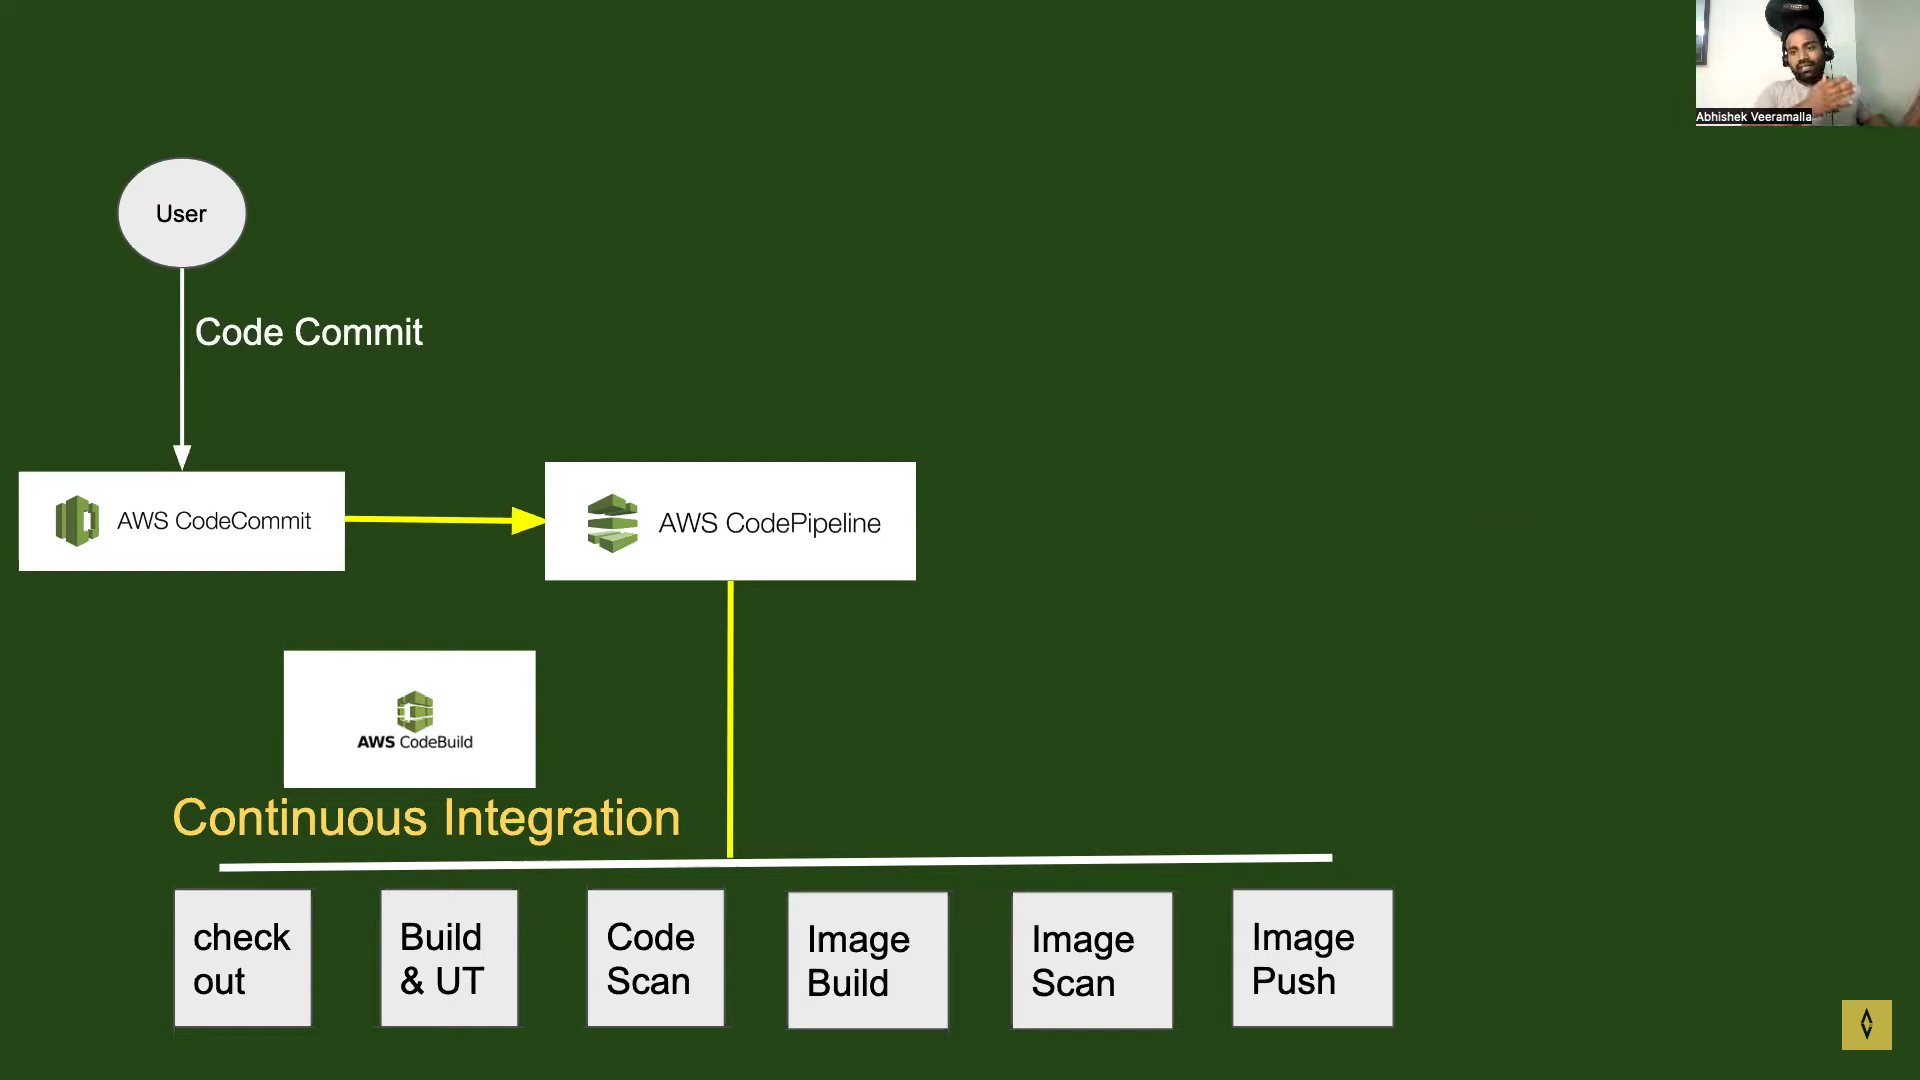 Abhishek Veeramalla
User
Code Commit
AWS CodeCommit
AWS CodePipeline
AWS CodeBuild
Continuous Integration
check
out
Build
& UT
Code
Scan
Image
Build
Image
Scan
Image
Push